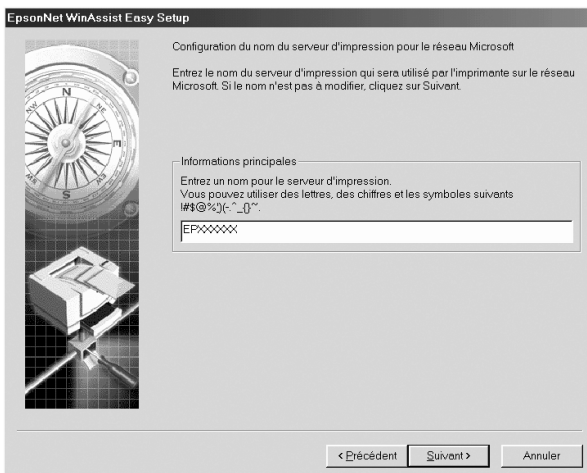 EpsonNet WinAssist Easy Setup
Configuration du nom du serveur d'impression pour le réseau Microsoft
Entrez le nom du serveur d'impression qui sera utilisé par l'imprimante sur le réseau
Microsoft. Si le nom n'est pas à modifier, cliquez sur Suivant.
Informations principales
Entrez un nom pour le serveur d'impression.
Vous pouvez utiliser des lettres, des chiffres et les symboles suivants
!#$@%;)(-.^_{}~.
EPXXXXXX
N
NE
E
S
SW
W
NW
< Précédent
Suivant >
Annuler